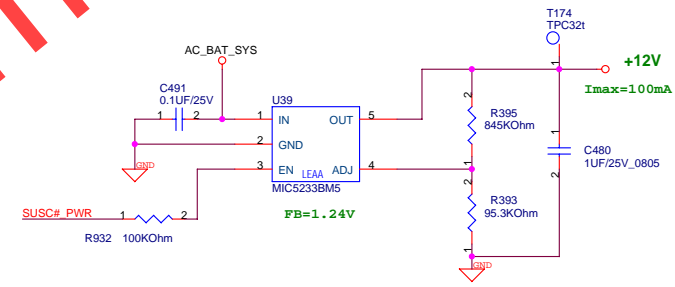 T174
TPC32t
1
AC_BAT_SYS
+12V
Imax=100mA
C491
0.1UF/25V
1 2
U39
1 IN OUT 5
2 GND
3 EN LEAA ADJ 4
MIC5233BM5
FB=1.24V
GND
2
R395
845KOhm
1
2
R393
95.3KOhm
1
1
C480
1UF/25V_0805
2
GND
SUSC#_PWR
1 2
R932 100KOhm